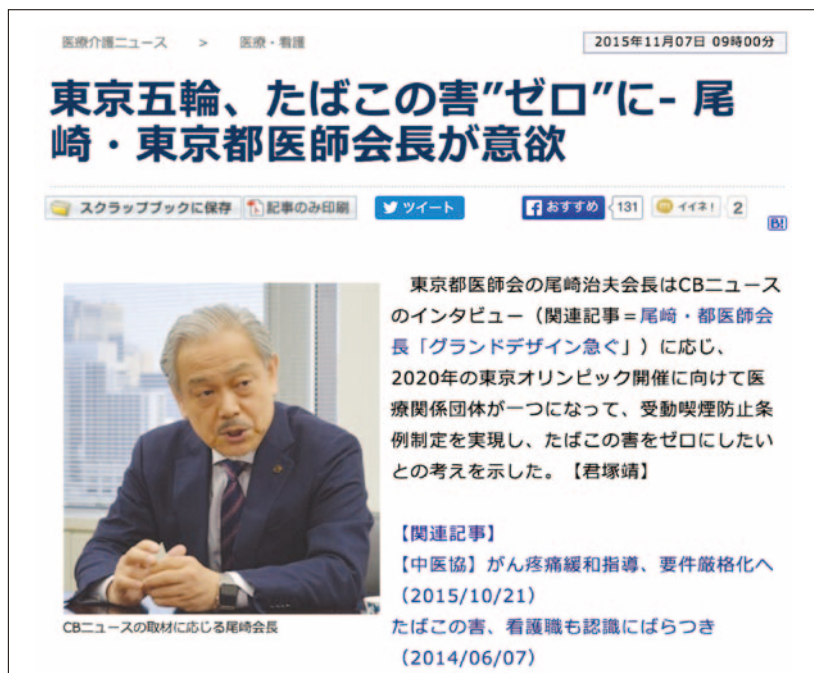 医療介護ニュース > 医療・看護
2015年11月07日 09時00分
東京五輪、たばこの害”ゼロ”に- 尾
崎・東京都医師会長が意欲
スクラップブックに保存 記事のみ印刷 ツイート おすすめ 131 イイネ! 2
B!
東京都医師会の尾崎治夫会長はCBニュース
のインタビュー（関連記事＝尾崎・都医師会
長「グランドデザイン急ぐ」）に応じ、
2020年の東京オリンピック開催に向けて医
療関係団体が一つになって、受動喫煙防止条
例制定を実現し、たばこの害をゼロにしたい
との考えを示した。【君塚靖】
CBニュースの取材に応じる尾崎会長
【関連記事】
【中医協】がん疼痛緩和指導、要件厳格化へ
（2015/10/21）
たばこの害、看護職も認識にばらつき
（2014/06/07）